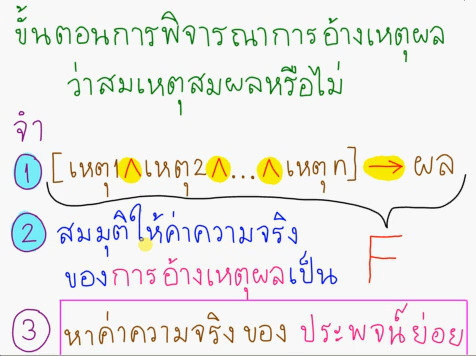 ขั้นตอนการพิจารณาการอ้างเหตุผล
ว่าสมเหตุสมผลหรือไม่
จำ
① [เหตุ1 ∧ เหตุ2 ∧ ... ∧ เหตุn] → ผล
② สมมุติให้ค่าความจริง
F
ของการอ้างเหตุผลเป็น
③ หาค่าความจริงของ ประพจน์ย่อย